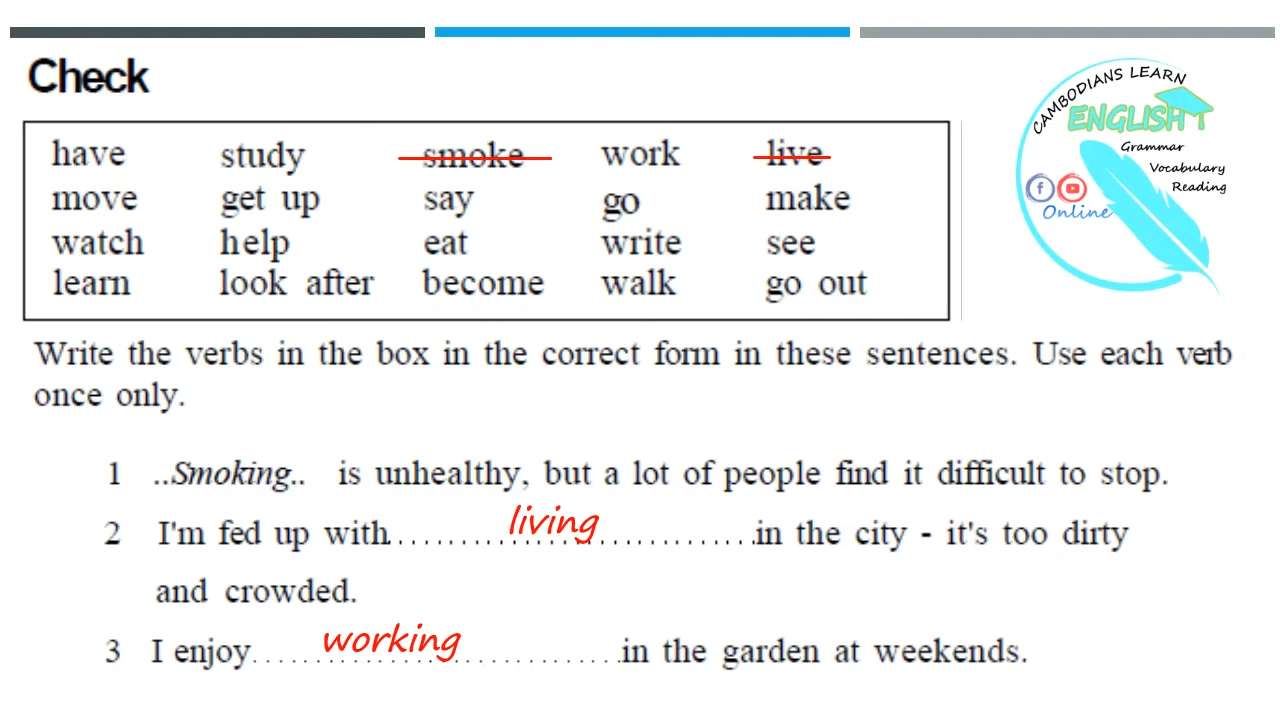 Check
CAMBODIANS LEARN
ENGLISH
Grammar
Vocabulary
Reading
Online
have study smoke work live
move get up say go make
watch help eat write see
learn look after become walk go out
Write the verbs in the box in the correct form in these sentences. Use each verb
once only.
1 ..Smoking.. is unhealthy, but a lot of people find it difficult to stop.
2 I'm fed up with..............living..............in the city - it's too dirty
and crowded.
3 I enjoy..............working..............in the garden at weekends.